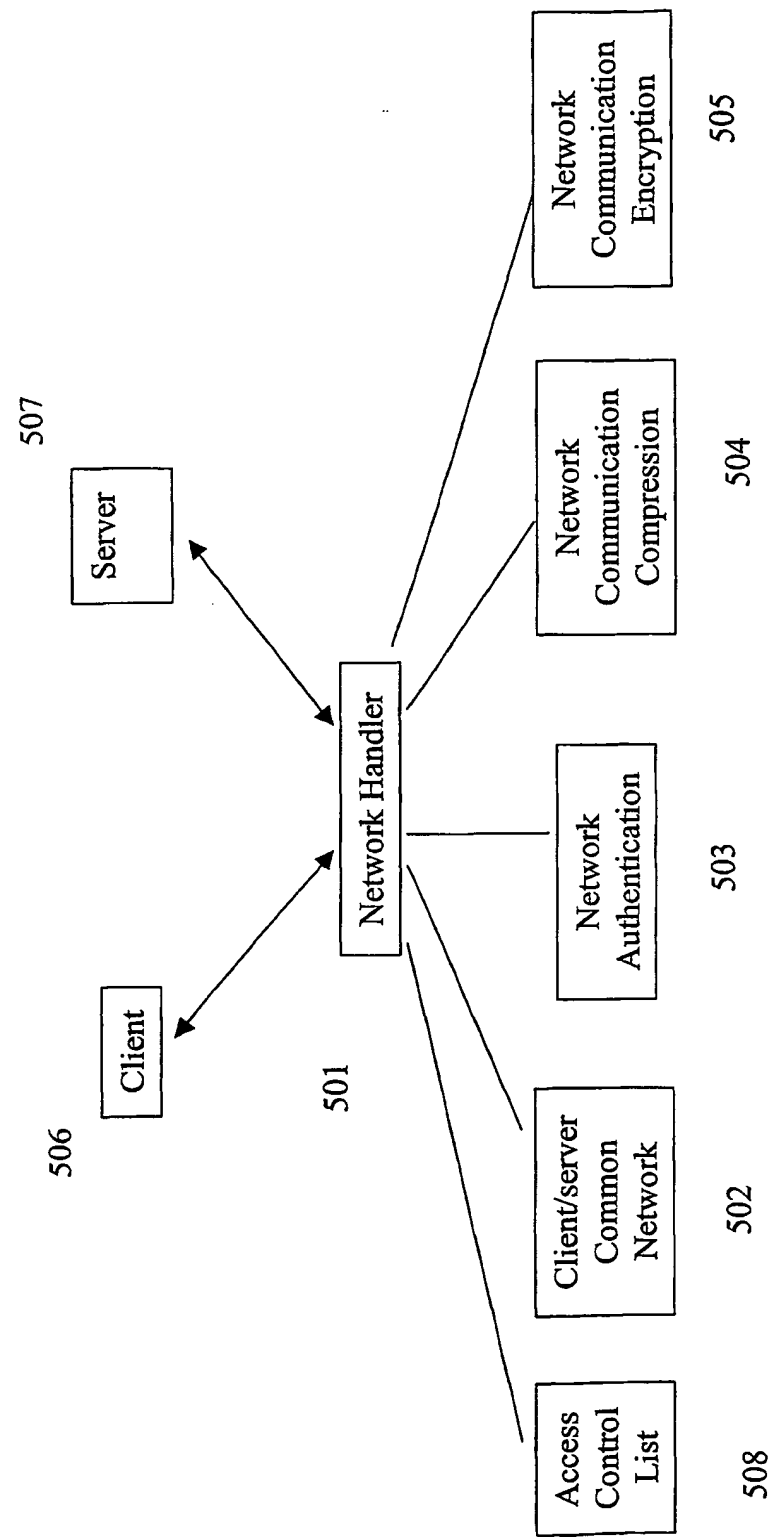 507
Server
506
Client
501
Network Handler
Access
Control
List
508
Client/server
Common
Network
502
Network
Authentication
503
Network
Communication
Compression
504
Network
Communication
Encryption
505